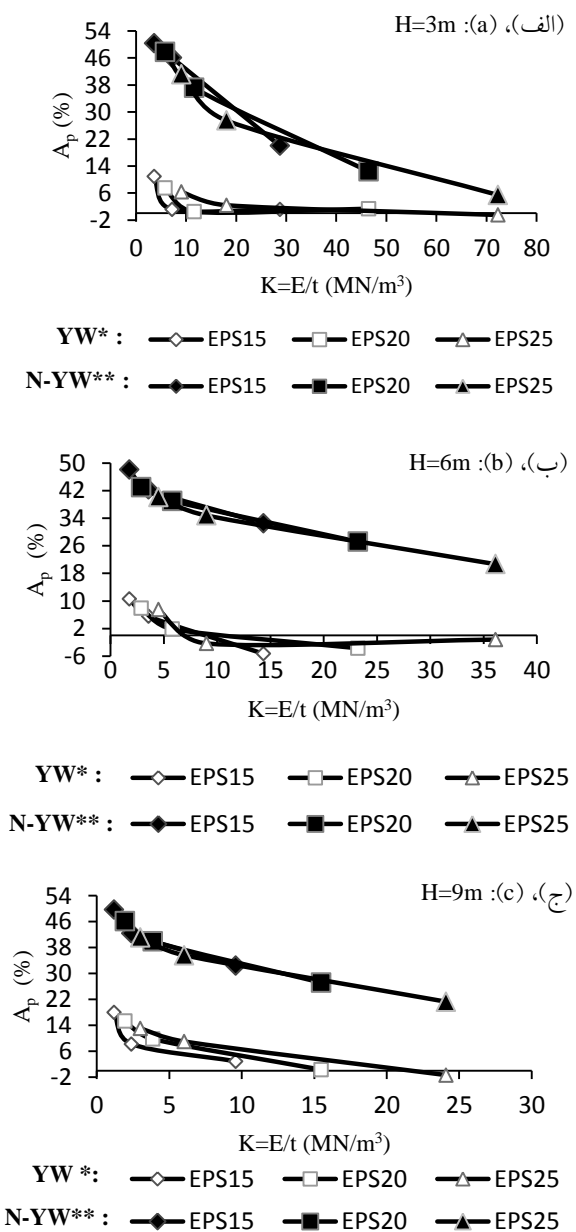 (الف)، (a): H=3m
54
46
38
30
22
14
6
-2
A_p (%)
0 10 20 30 40 50 60 70 80
K=E/t (MN/m³)
YW* : EPS15 EPS20 EPS25
N-YW** : EPS15 EPS20 EPS25
(ب)، (b): H=6m
50
42
34
26
18
10
2
-6
A_p (%)
0 5 10 15 20 25 30 35 40
K=E/t (MN/m³)
YW* : EPS15 EPS20 EPS25
N-YW** : EPS15 EPS20 EPS25
(ج)، (c): H=9m
54
46
38
30
22
14
6
-2
A_p (%)
0 5 10 15 20 25 30
K=E/t (MN/m³)
YW * : EPS15 EPS20 EPS25
N-YW** : EPS15 EPS20 EPS25